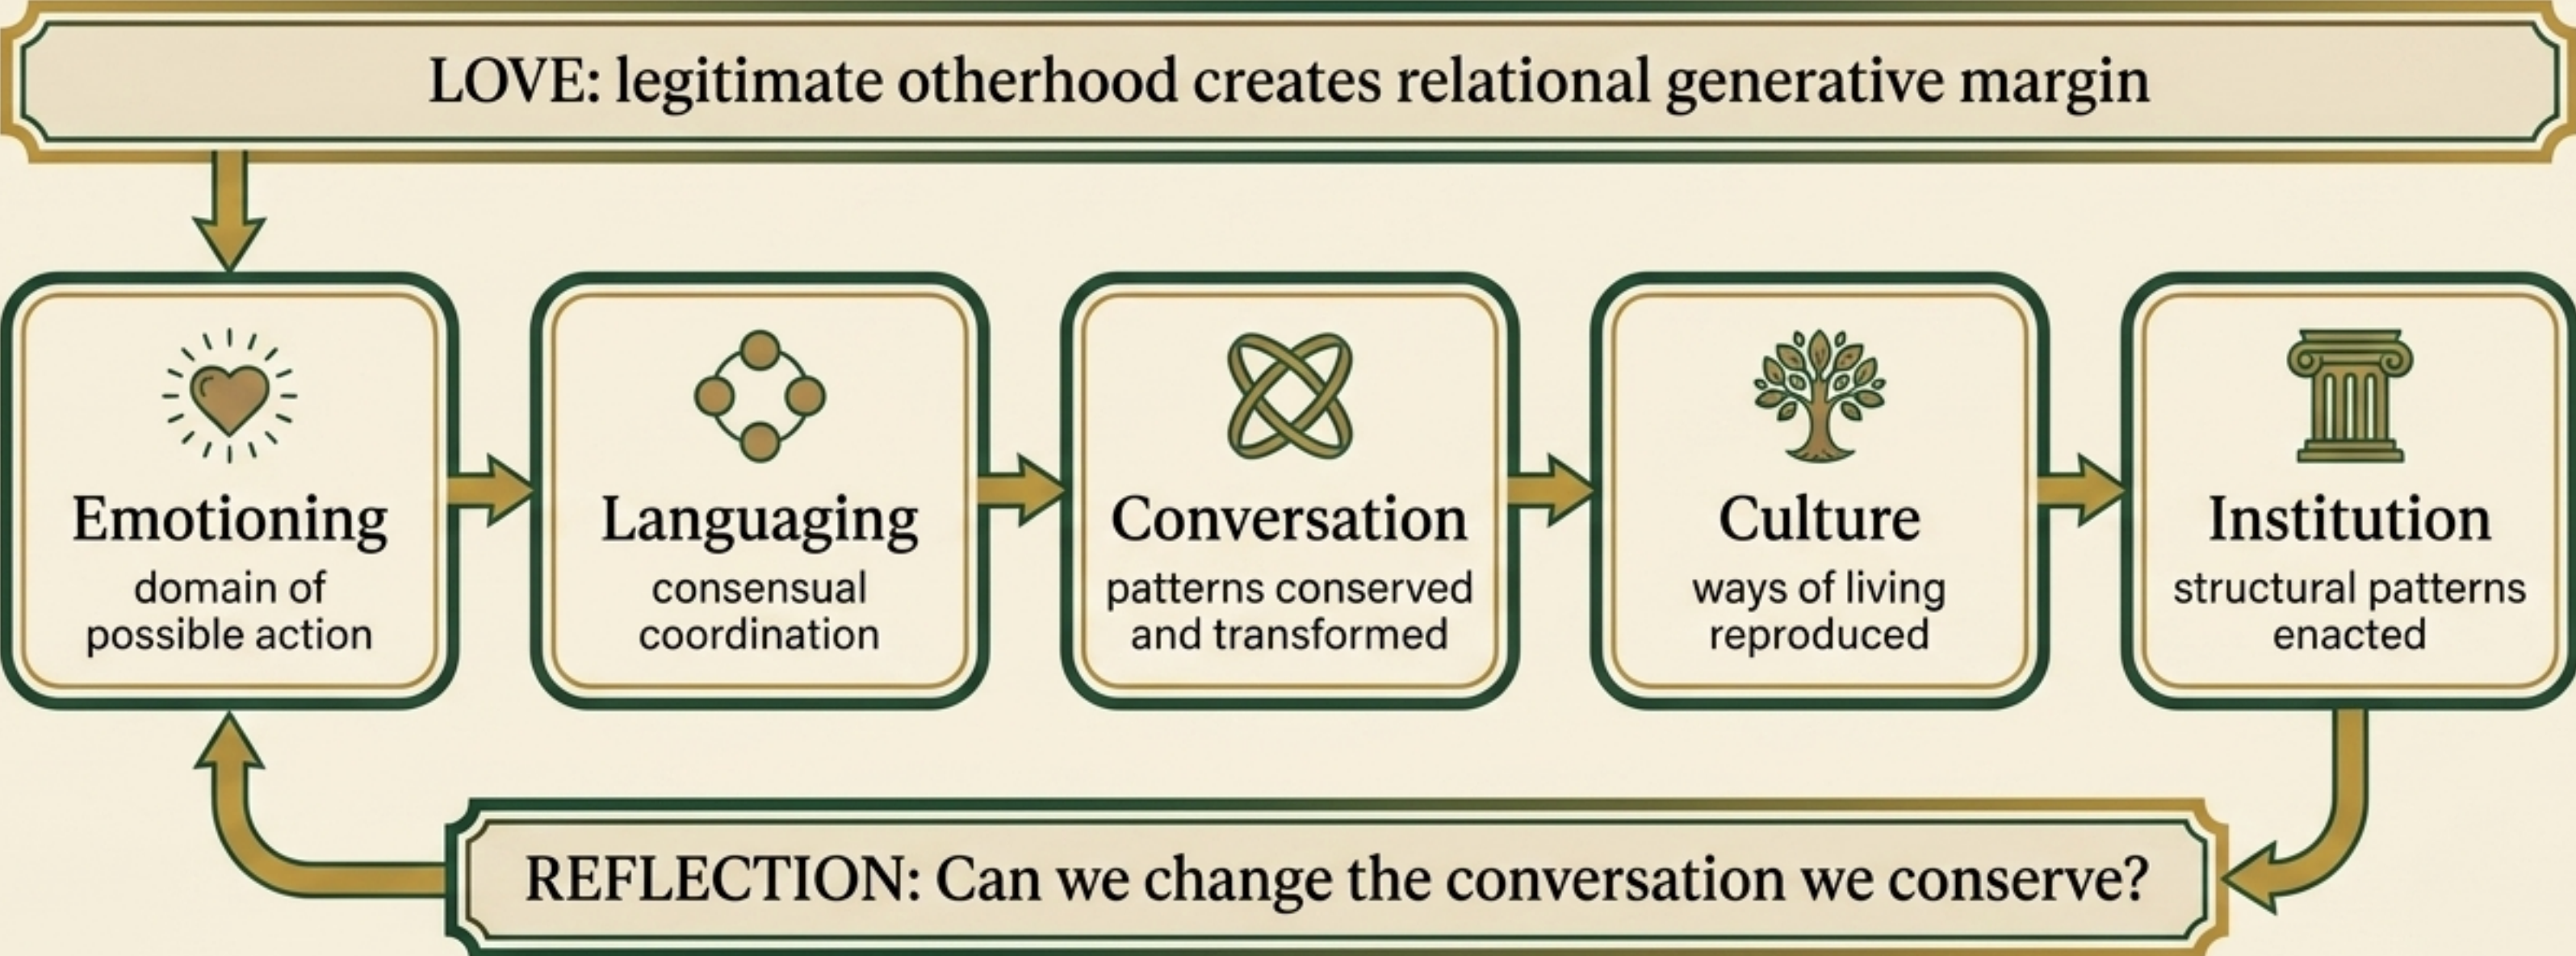 LOVE: legitimate otherhood creates relational generative margin
Emotioning
domain of
possible action
Languaging
consensual
coordination
Conversation
patterns conserved
and transformed
Culture
ways of living
reproduced
Institution
structural patterns
enacted
REFLECTION: Can we change the conversation we conserve?